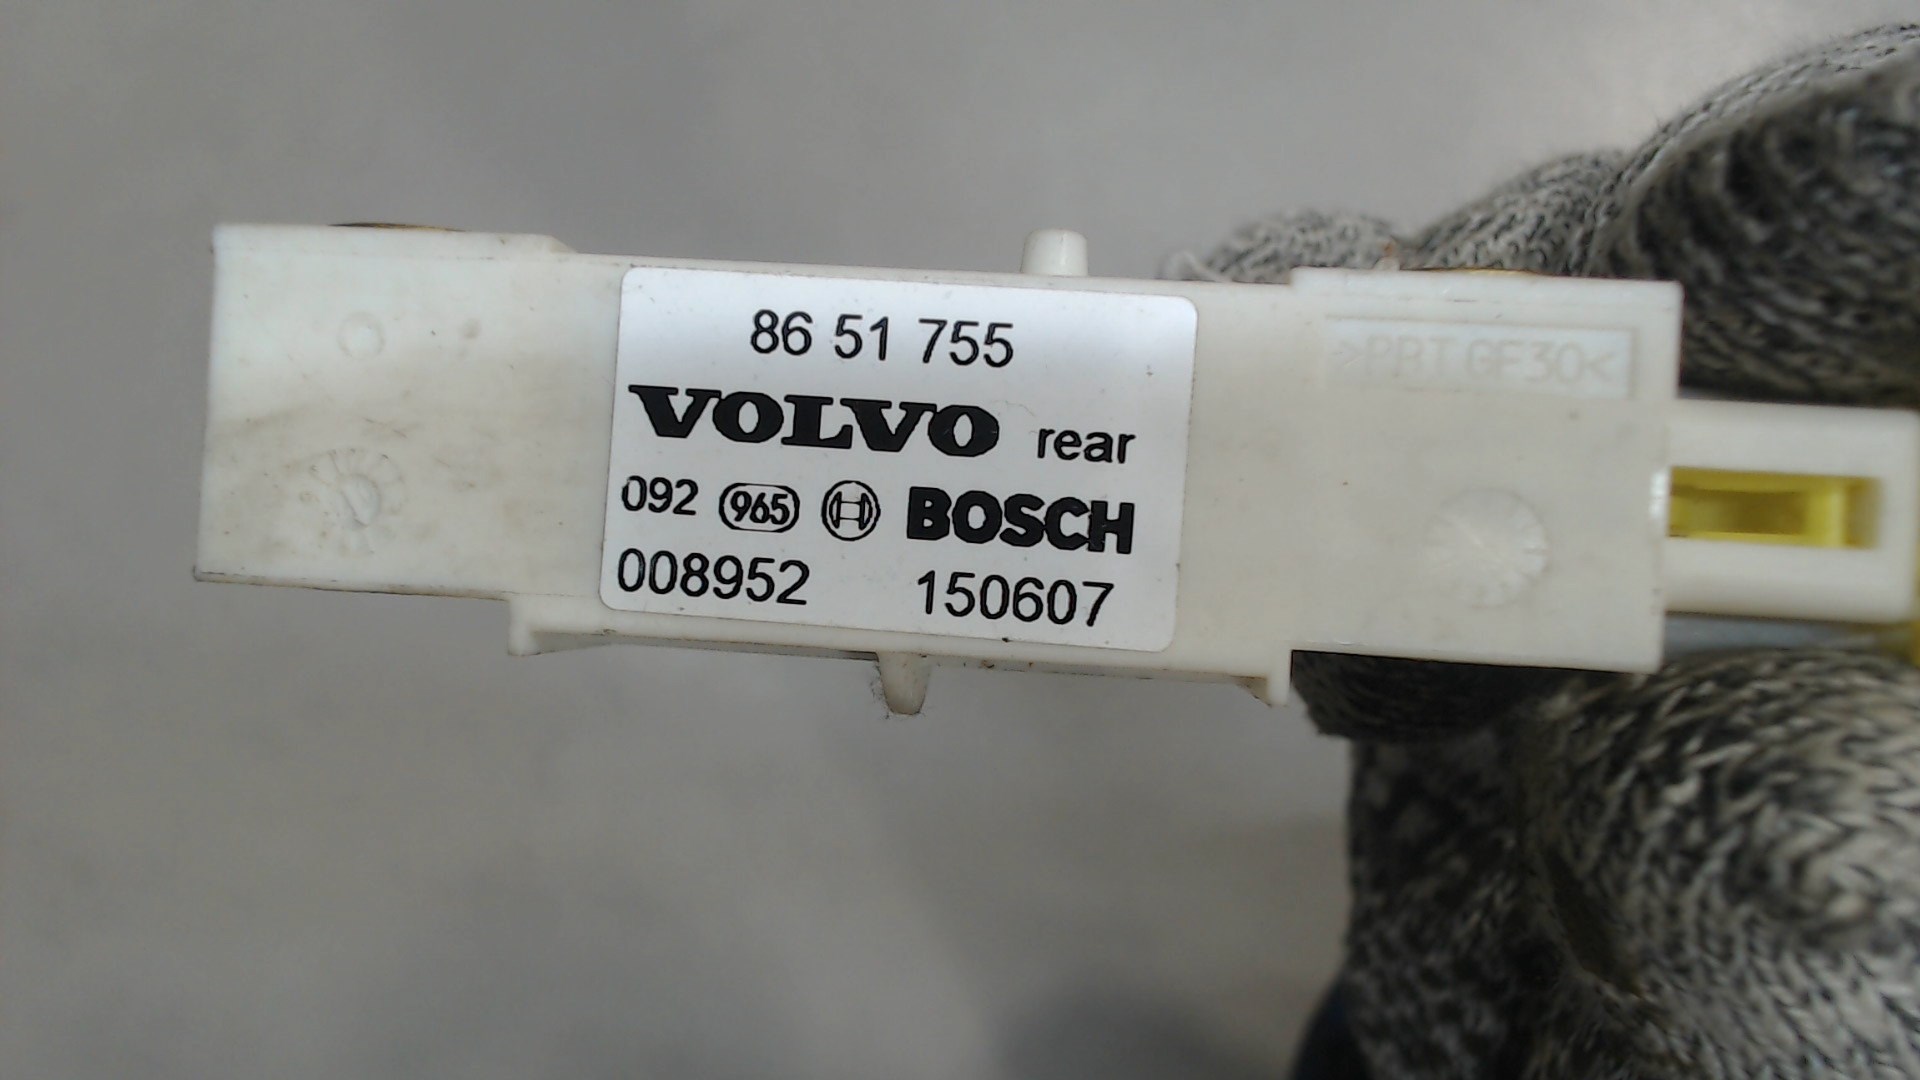 86 51 755
VOLVO rear
092 965 BOSCH
008952 150607
>PBT GF30<